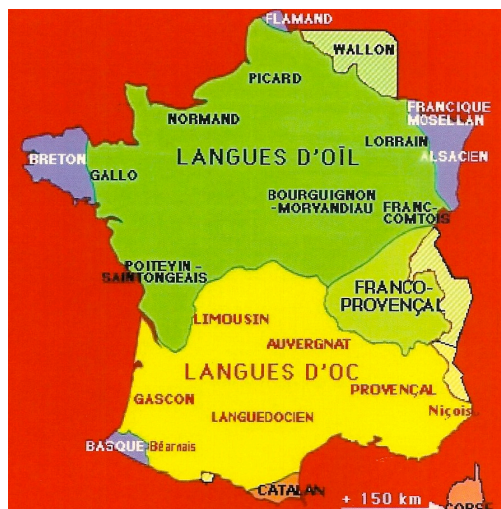 FLAMAND
WALLON
PICARD
FRANCIQUE
MOSELLAN
NORMAND
LORRAIN
BRETON
LANGUES D'OÏL
ALSACIEN
GALLO
BOURGUIGNON
-MORVANDIAU
FRANC-
COMTOIS
POITEVIN-
SAINTONGEAIS
FRANCO-
PROVENÇAL
LIMOUSIN
AUVERGNAT
LANGUES D'OC
PROVENÇAL
GASCON
Niçois
LANGUEDOCIEN
BASQUE
Béarnais
CATALAN
+ 150 km
CORSE